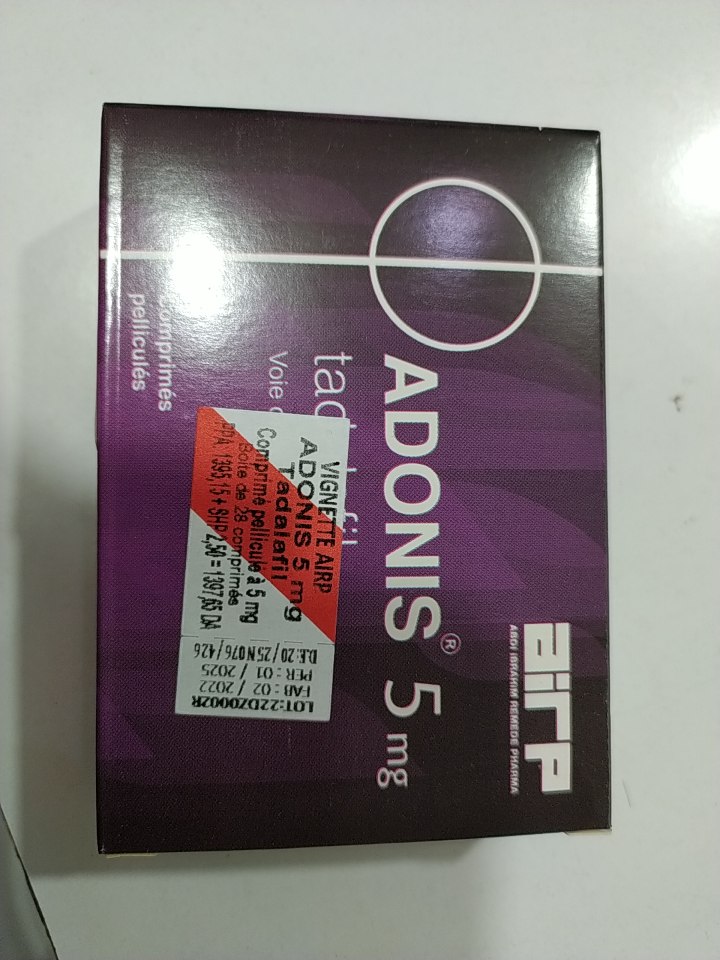 airp
ABDI IBRAHIM REMEDE PHARMA
ADONIS® 5 mg
Voie
comprimés
pelliculés
VIGNETTE AIRP
ADONIS 5 mg
Tadalafil
Comprimé pelliculé à 5 mg
Boite de 28 comprimés
PPA 1395,15 + SHP 2,50 = 1397,65 DA
LOT:22DZ0002R
FAB : 02 / 2022
PER : 01 / 2025
D.E:20/25N076/426